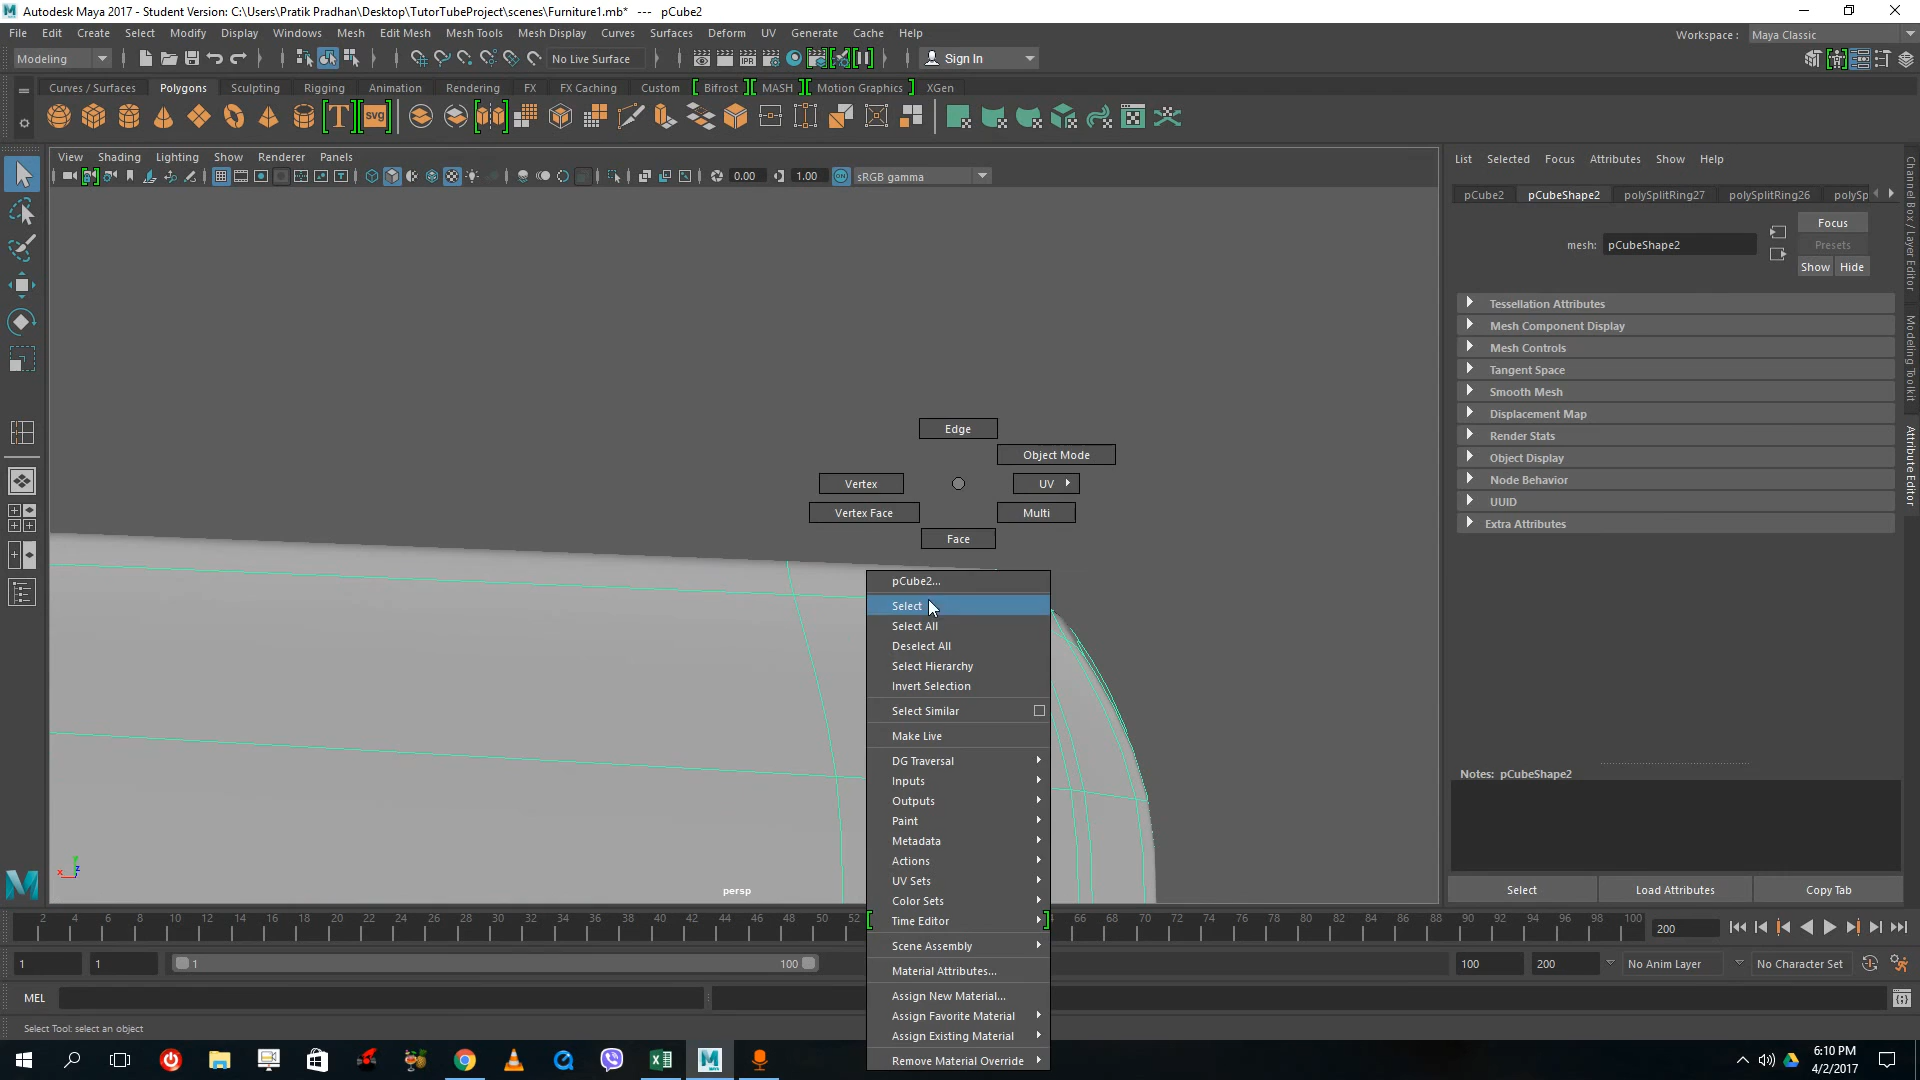 Autodesk Maya 2017 - Student Version: C:\Users\Pratik Pradhan\Desktop\TutorTubeProject\scenes\Furniture1.mb* --- pCube2
File Edit Create Select Modify Display Windows Mesh Edit Mesh Mesh Tools Mesh Display Curves Surfaces Deform UV Generate Cache Help
Workspace : Maya Classic
Modeling No Live Surface Sign In
Curves / Surfaces Polygons Sculpting Rigging Animation Rendering FX FX Caching Custom Bifrost MASH Motion Graphics XGen
T svg
View Shading Lighting Show Renderer Panels
0.00 1.00 ON sRGB gamma
List Selected Focus Attributes Show Help
pCube2 pCubeShape2 polySplitRing27 polySplitRing26 polySp
Focus
mesh: pCubeShape2
Presets
Show Hide
Tessellation Attributes
Mesh Component Display
Mesh Controls
Tangent Space
Smooth Mesh
Displacement Map
Render Stats
Object Display
Node Behavior
UUID
Extra Attributes
Notes: pCubeShape2
Select Load Attributes Copy Tab
Channel Box / Layer Editor
Modeling Toolkit
Attribute Editor
Edge
Object Mode
Vertex
UV
Vertex Face
Multi
Face
pCube2...
Select
Select All
Deselect All
Select Hierarchy
Invert Selection
Select Similar
Make Live
DG Traversal
Inputs
Outputs
Paint
Metadata
Actions
UV Sets
Color Sets
Time Editor
Scene Assembly
Material Attributes...
Assign New Material...
Assign Favorite Material
Assign Existing Material
Remove Material Override
persp
2 4 6 8 10 12 14 16 18 20 22 24 26 28 30 32 34 36 38 40 42 44 46 48 50 52 66 68 70 72 74 76 78 80 82 84 86 88 90 92 94 96 98 100
200
1 1 1 100 100 200 No Anim Layer No Character Set
MEL
Select Tool: select an object
6:10 PM
4/2/2017